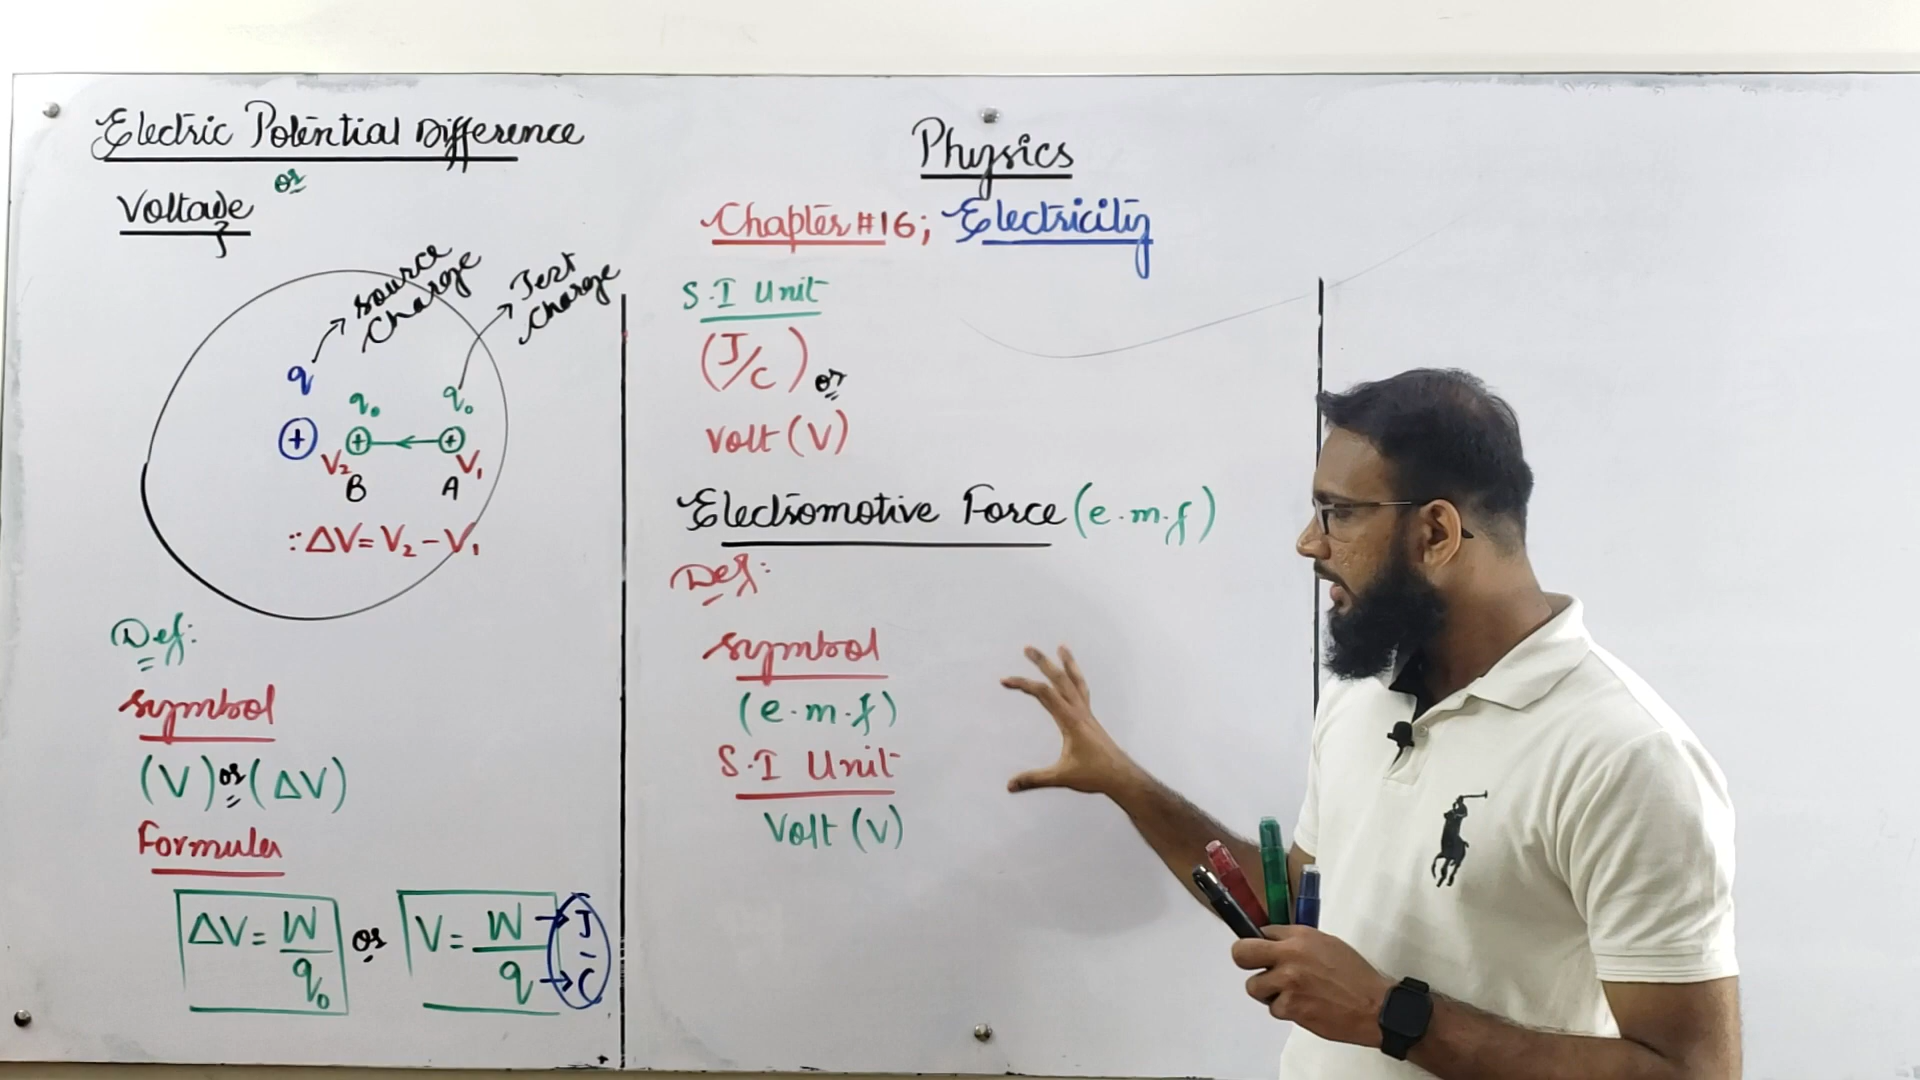 Electric Potential Difference
or
Voltage
source
charge
Test
charge
q
q₀ q₀
+ + +
V₂ V₁
B A
∵ ΔV = V₂ - V₁
Def:
Symbol
(V) or (ΔV)
Formula
ΔV = W/q₀ or V = W/q → J/C
Physics
Chapter #16; Electricity
S.I Unit
(J/C) or
Volt (V)
Electromotive Force (e.m.f)
Def:
Symbol
(e.m.f)
S.I Unit
Volt (V)